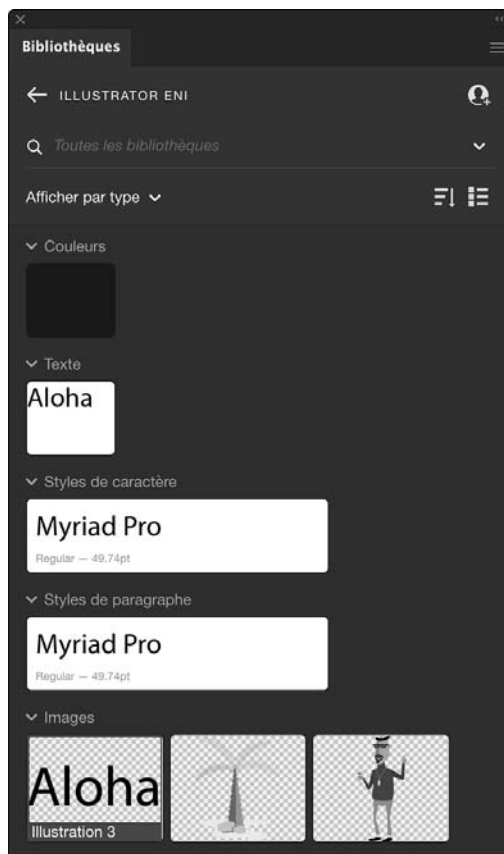 Bibliothèques
ILLUSTRATOR ENI
Toutes les bibliothèques
Afficher par type
Couleurs
Texte
Aloha
Styles de caractère
Myriad Pro
Regular — 49.74pt
Styles de paragraphe
Myriad Pro
Regular — 49.74pt
Images
Aloha
Illustration 3